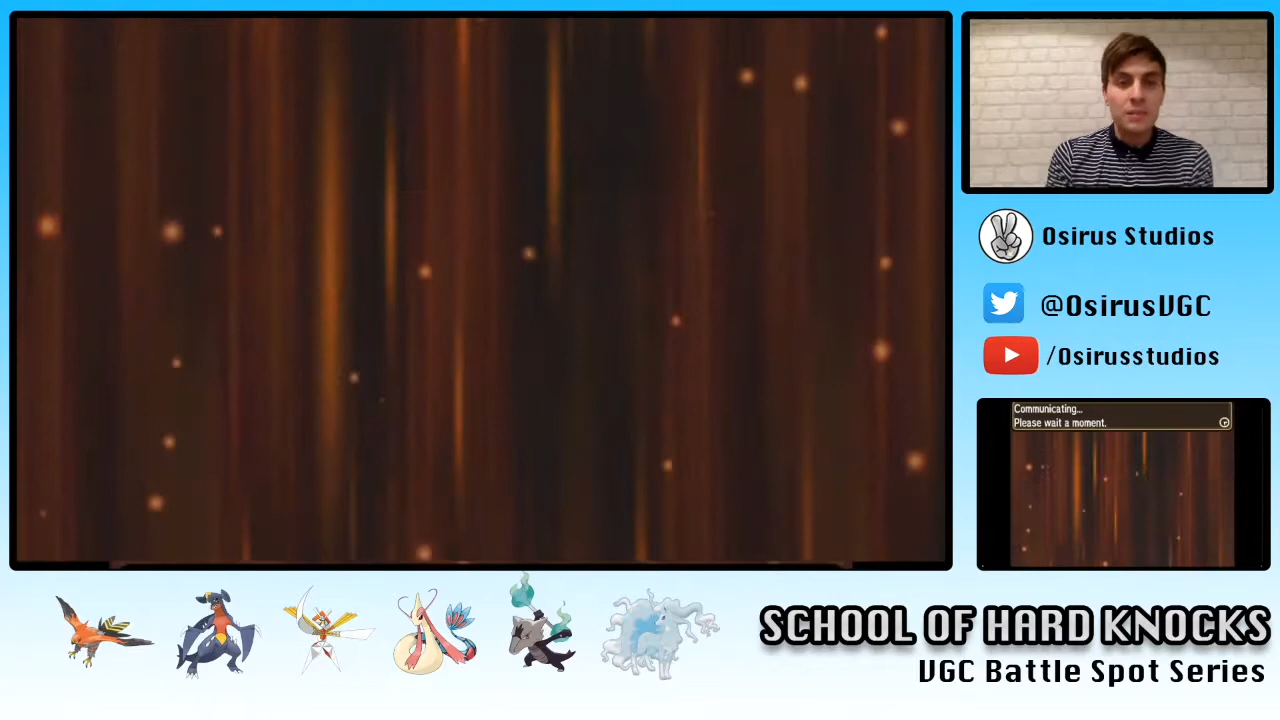 Osirus Studios
@OsirusVGC
/Osirusstudios
Communicating...
Please wait a moment.
SCHOOL OF HARD KNOCKS
VGC Battle Spot Series